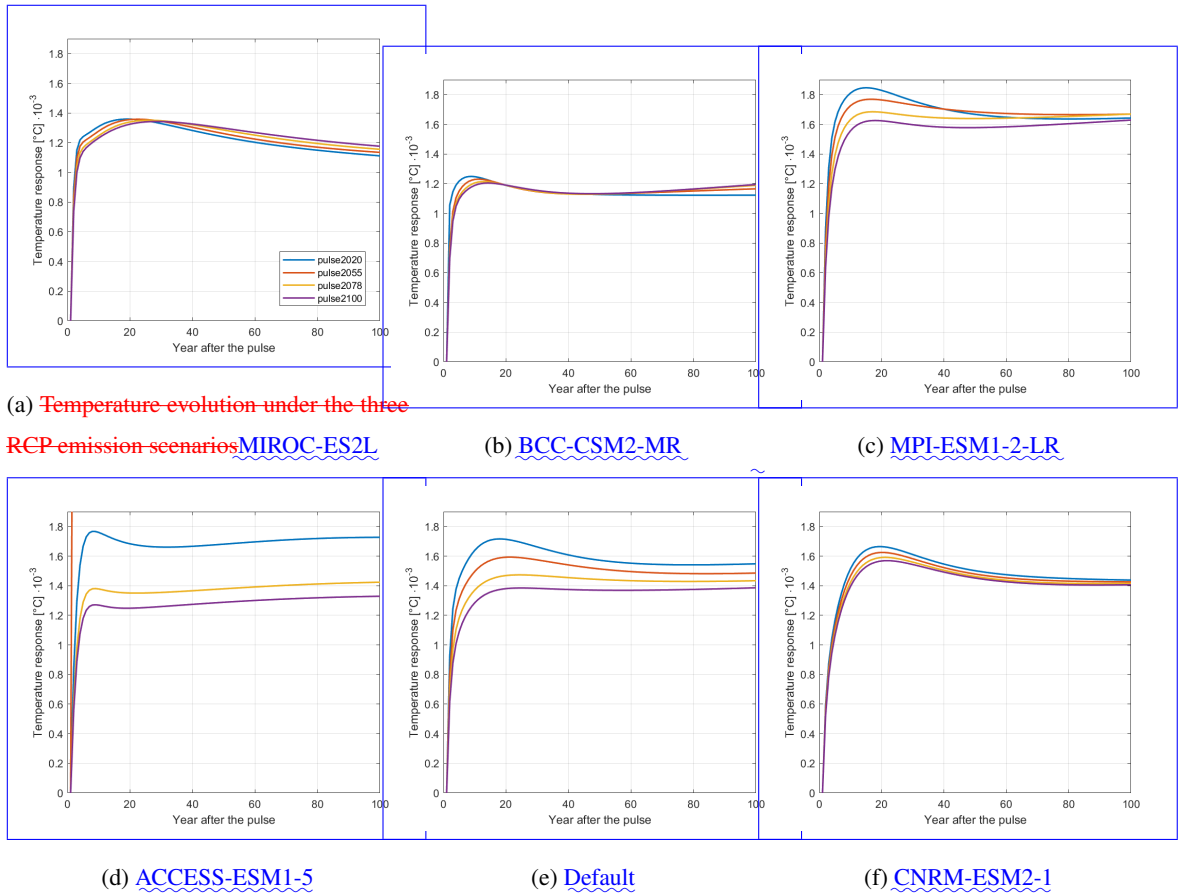 1.8
1.6
1.4
1.2
1
0.8
0.6
0.4
0.2
0
0 20 40 60 80 100
Temperature response [°C] ·10⁻³
Year after the pulse
pulse2020
pulse2055
pulse2078
pulse2100
(a) Temperature evolution under the three
RCP emission scenariosMIROC-ES2L
1.8
1.6
1.4
1.2
1
0.8
0.6
0.4
0.2
0
0 20 40 60 80 100
Temperature response [°C] ·10⁻³
Year after the pulse
(b) BCC-CSM2-MR
1.8
1.6
1.4
1.2
1
0.8
0.6
0.4
0.2
0
0 20 40 60 80 100
Temperature response [°C] ·10⁻³
Year after the pulse
(c) MPI-ESM1-2-LR
1.8
1.6
1.4
1.2
1
0.8
0.6
0.4
0.2
0
0 20 40 60 80 100
Temperature response [°C] ·10⁻³
Year after the pulse
(d) ACCESS-ESM1-5
1.8
1.6
1.4
1.2
1
0.8
0.6
0.4
0.2
0
0 20 40 60 80 100
Temperature response [°C] ·10⁻³
Year after the pulse
(e) Default
1.8
1.6
1.4
1.2
1
0.8
0.6
0.4
0.2
0
0 20 40 60 80 100
Temperature response [°C] ·10⁻³
Year after the pulse
(f) CNRM-ESM2-1